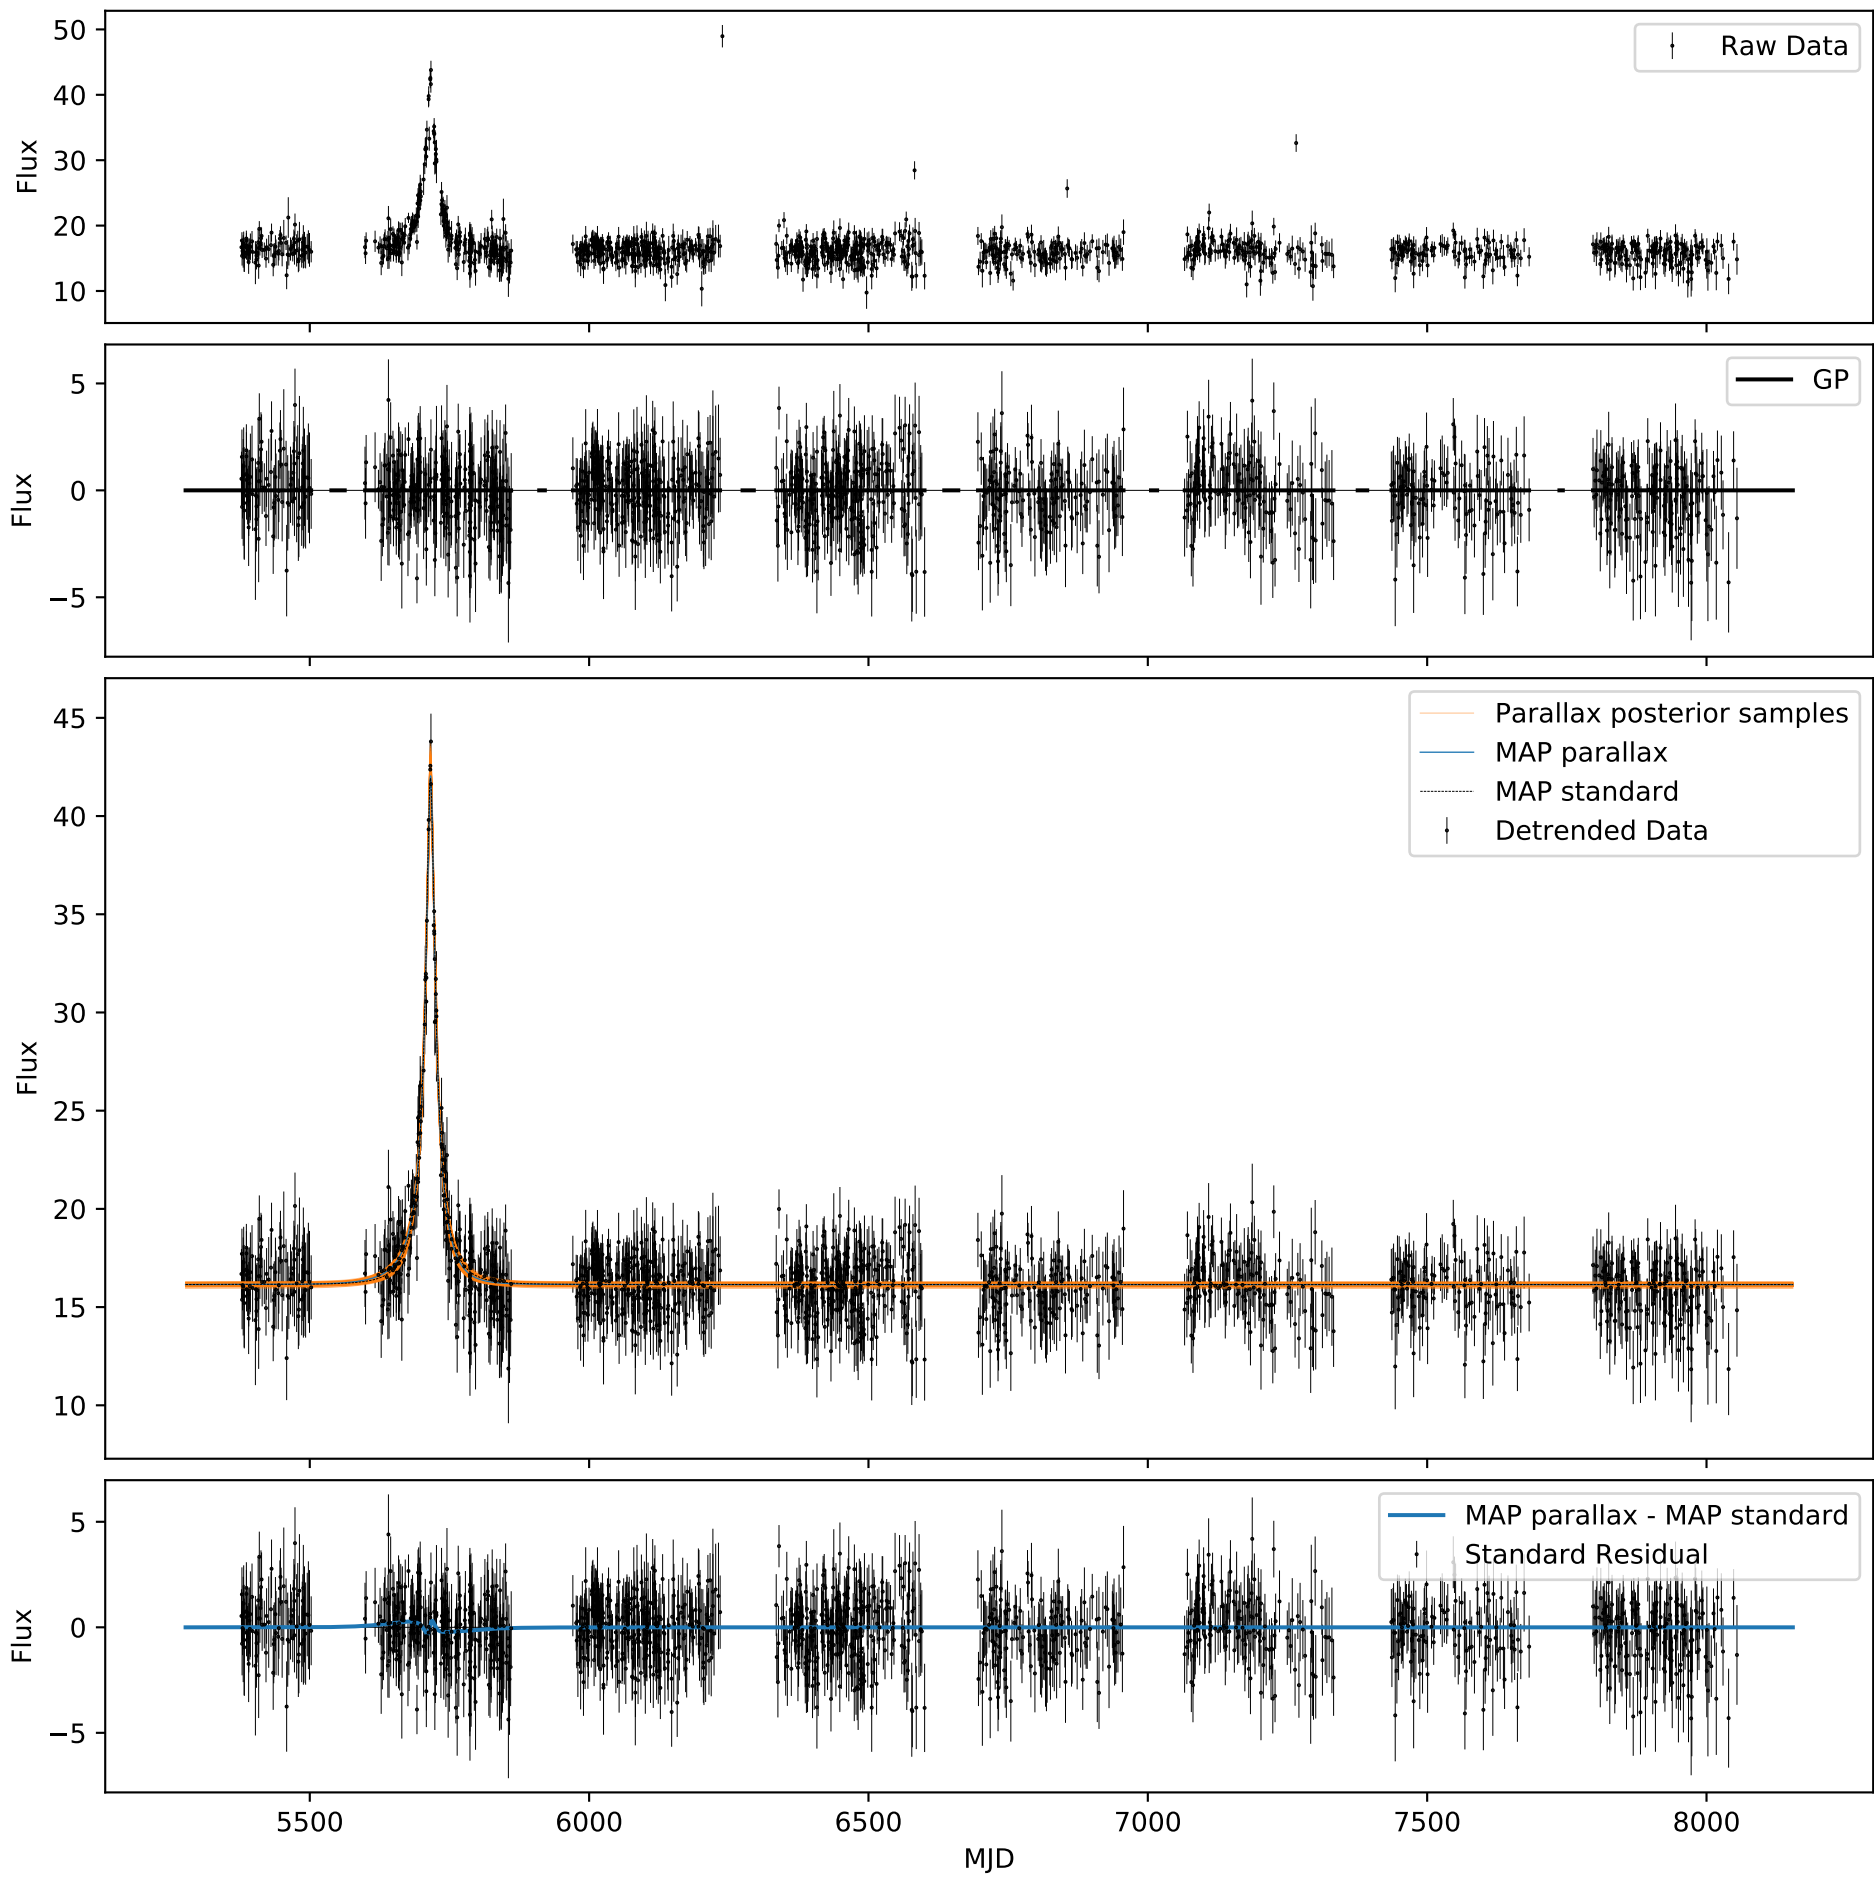 50
40
30
20
10
Flux
Raw Data
5
0
−5
Flux
GP
45
40
35
30
25
20
15
10
Flux
Parallax posterior samples
MAP parallax
MAP standard
Detrended Data
5
0
−5
Flux
MAP parallax - MAP standard
Standard Residual
5500 6000 6500 7000 7500 8000
MJD